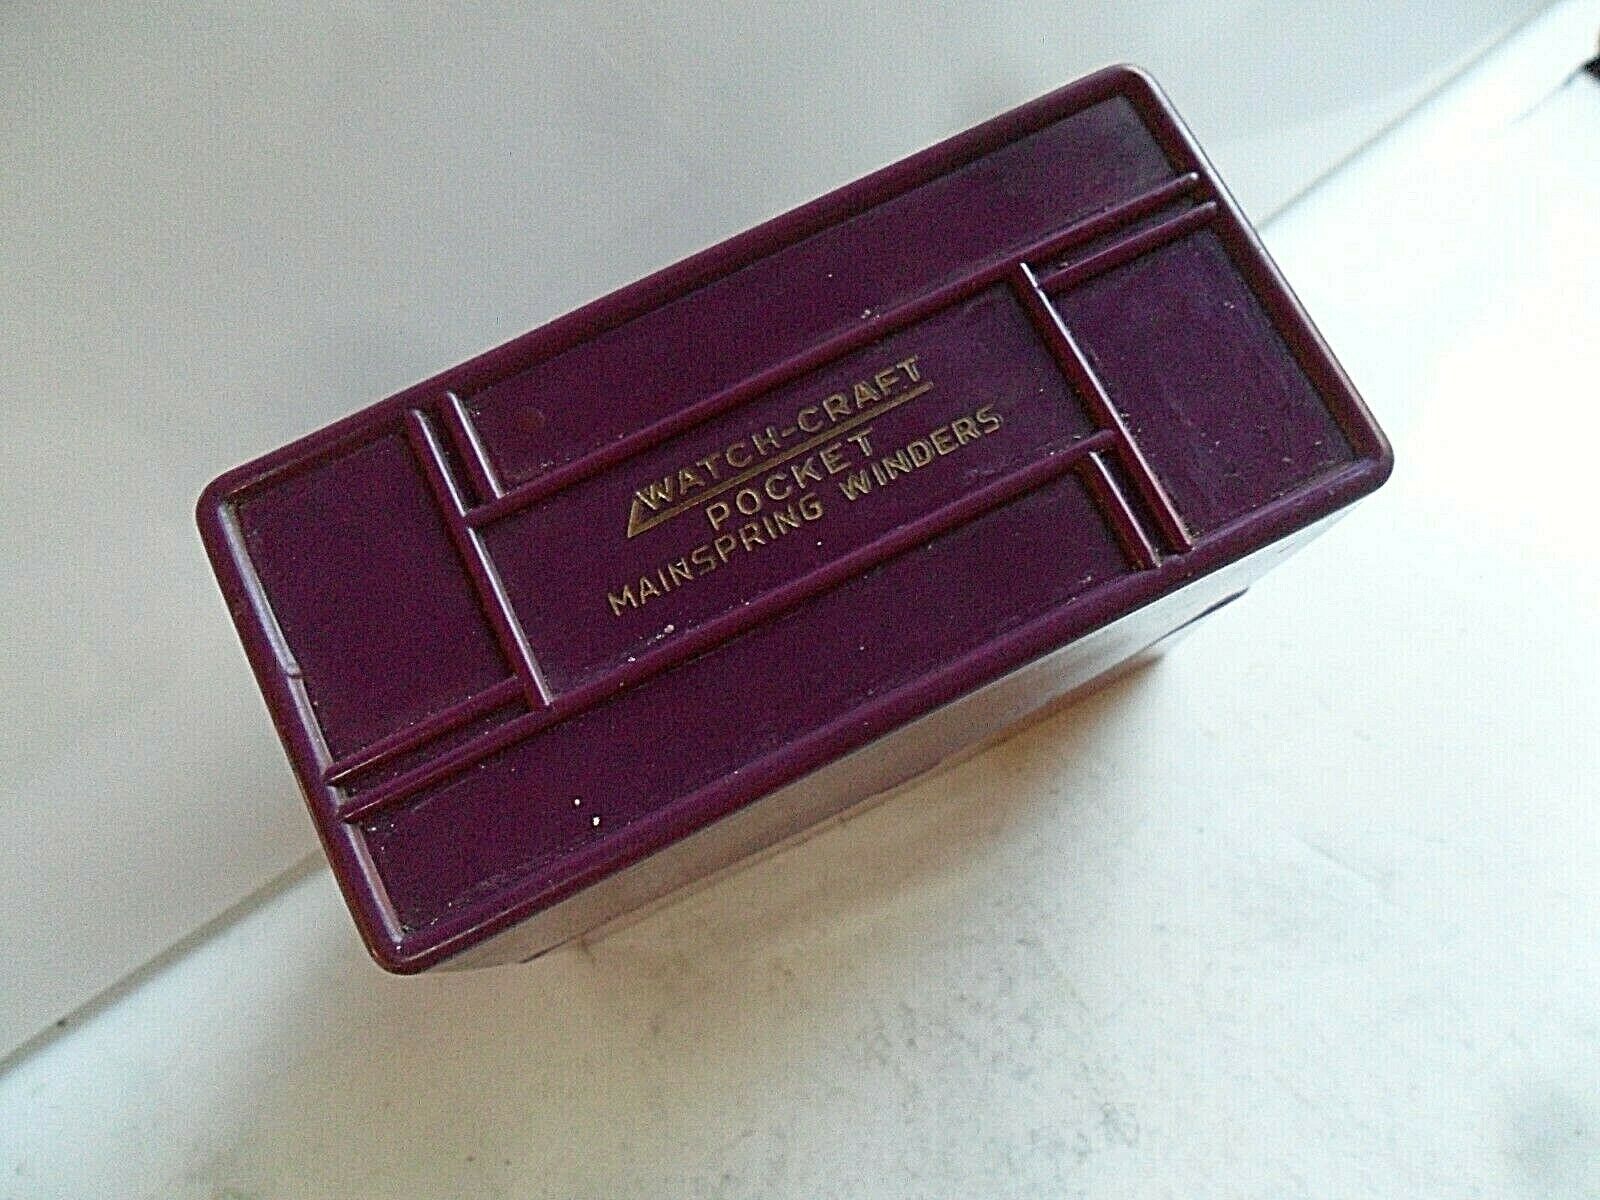 WATCH-CRAFT
POCKET
MAINSPRING WINDERS